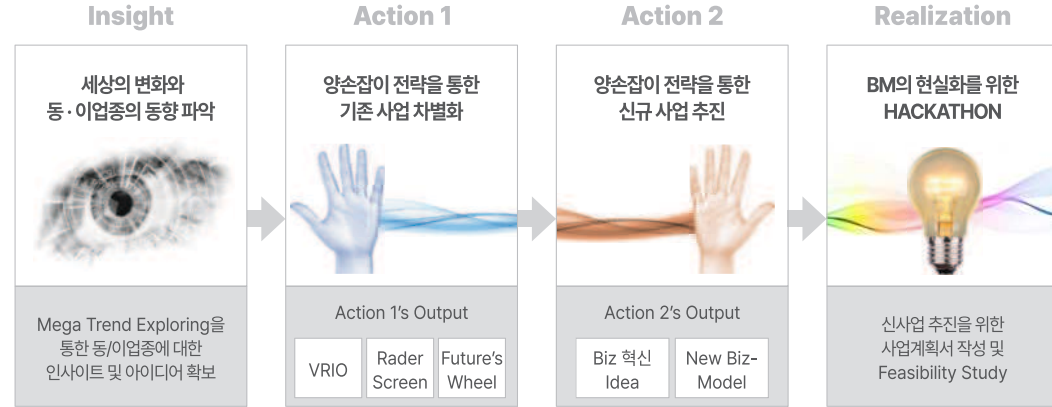 Insight
세상의 변화와
동·이업종의 동향 파악
Mega Trend Exploring을
통한 동/이업종에 대한
인사이트 및 아이디어 확보
Action 1
양손잡이 전략을 통한
기존 사업 차별화
Action 1's Output
VRIO
Rader
Screen
Future's
Wheel
Action 2
양손잡이 전략을 통한
신규 사업 추진
Action 2's Output
Biz 혁신
Idea
New Biz-
Model
Realization
BM의 현실화를 위한
HACKATHON
신사업 추진을 위한
사업계획서 작성 및
Feasibility Study